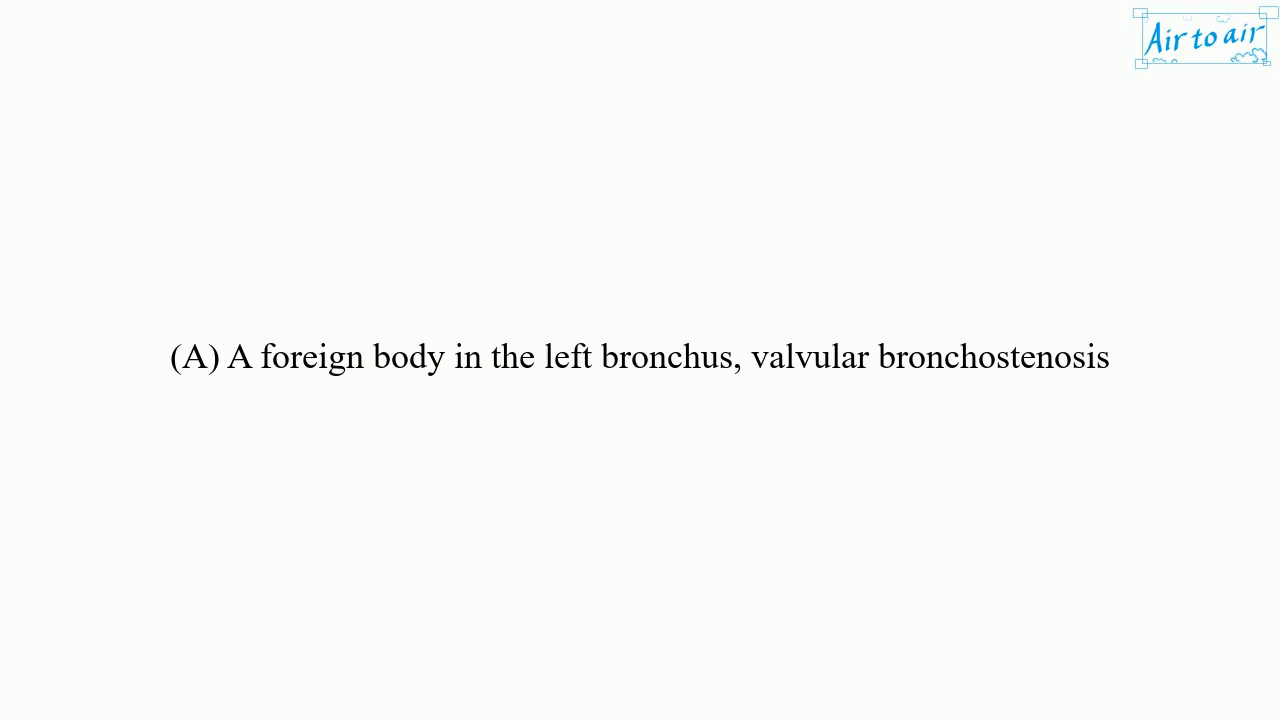 Air to air
(A) A foreign body in the left bronchus, valvular bronchostenosis